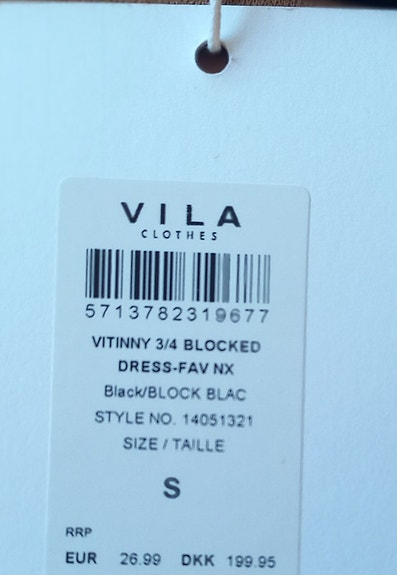 VILA
CLOTHES
5713782319677
VITINNY 3/4 BLOCKED
DRESS-FAV NX
Black/BLOCK BLAC
STYLE NO. 14051321
SIZE / TAILLE
S
RRP
EUR 26.99 DKK 199.95